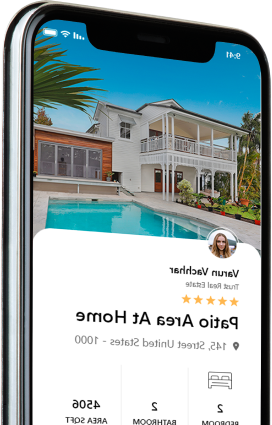 9:41
Varun Vachhar
Trust Real Estate
Patio Area At Home
145, Street United States - 1000
2 2 4506
BEDROOM BATHROOM AREA SQFT